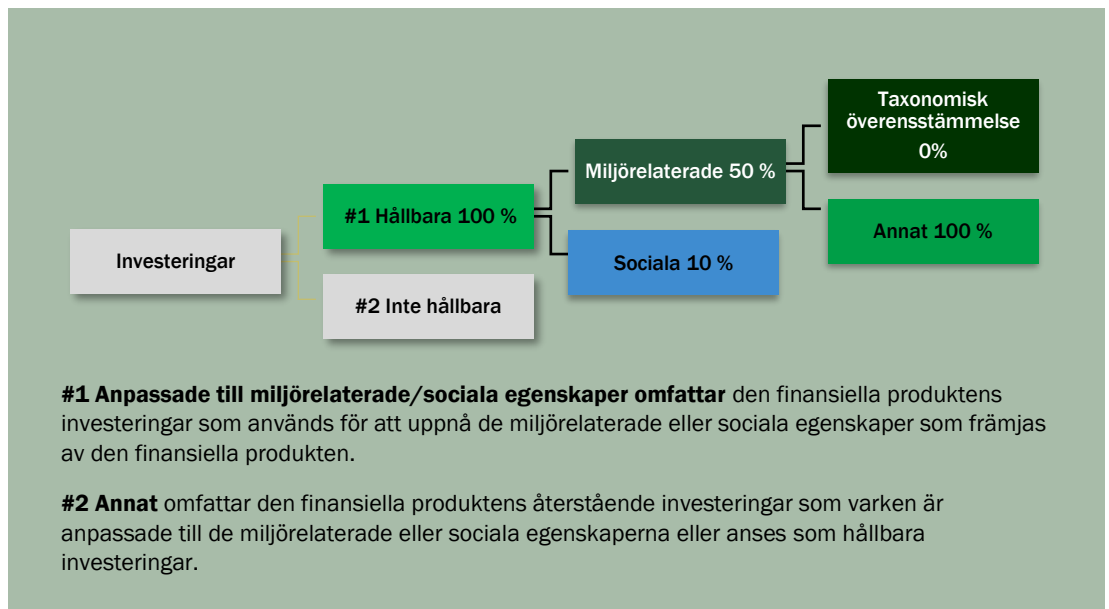 Taxonomisk
överensstämmelse
0%
Miljörelaterade 50 %
#1 Hållbara 100 %
Annat 100 %
Investeringar
Sociala 10 %
#2 Inte hållbara
#1 Anpassade till miljörelaterade/sociala egenskaper omfattar den finansiella produktens
investeringar som används för att uppnå de miljörelaterade eller sociala egenskaper som främjas
av den finansiella produkten.
#2 Annat omfattar den finansiella produktens återstående investeringar som varken är
anpassade till de miljörelaterade eller sociala egenskaperna eller anses som hållbara
investeringar.